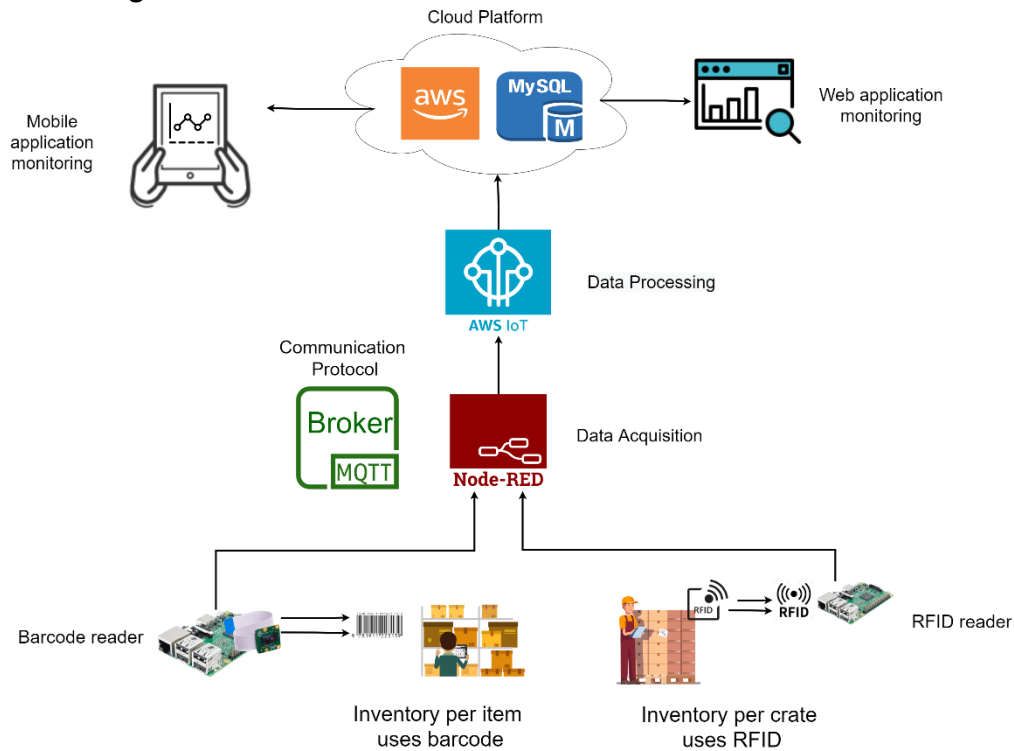 Cloud Platform
aws
MySQL
M
Mobile
application
monitoring
Web application
monitoring
Data Processing
AWS IoT
Communication
Protocol
Broker
MQTT
Data Acquisition
Node-RED
Barcode reader
RFID
RFID
RFID reader
Inventory per item
uses barcode
Inventory per crate
uses RFID